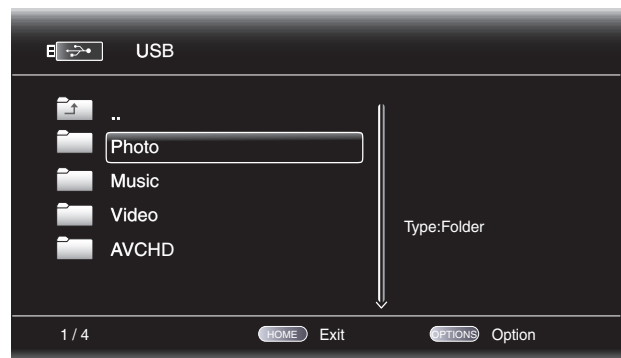 USB
..
Photo
Music
Video
AVCHD
Type:Folder
1 / 4
HOME Exit
OPTIONS Option